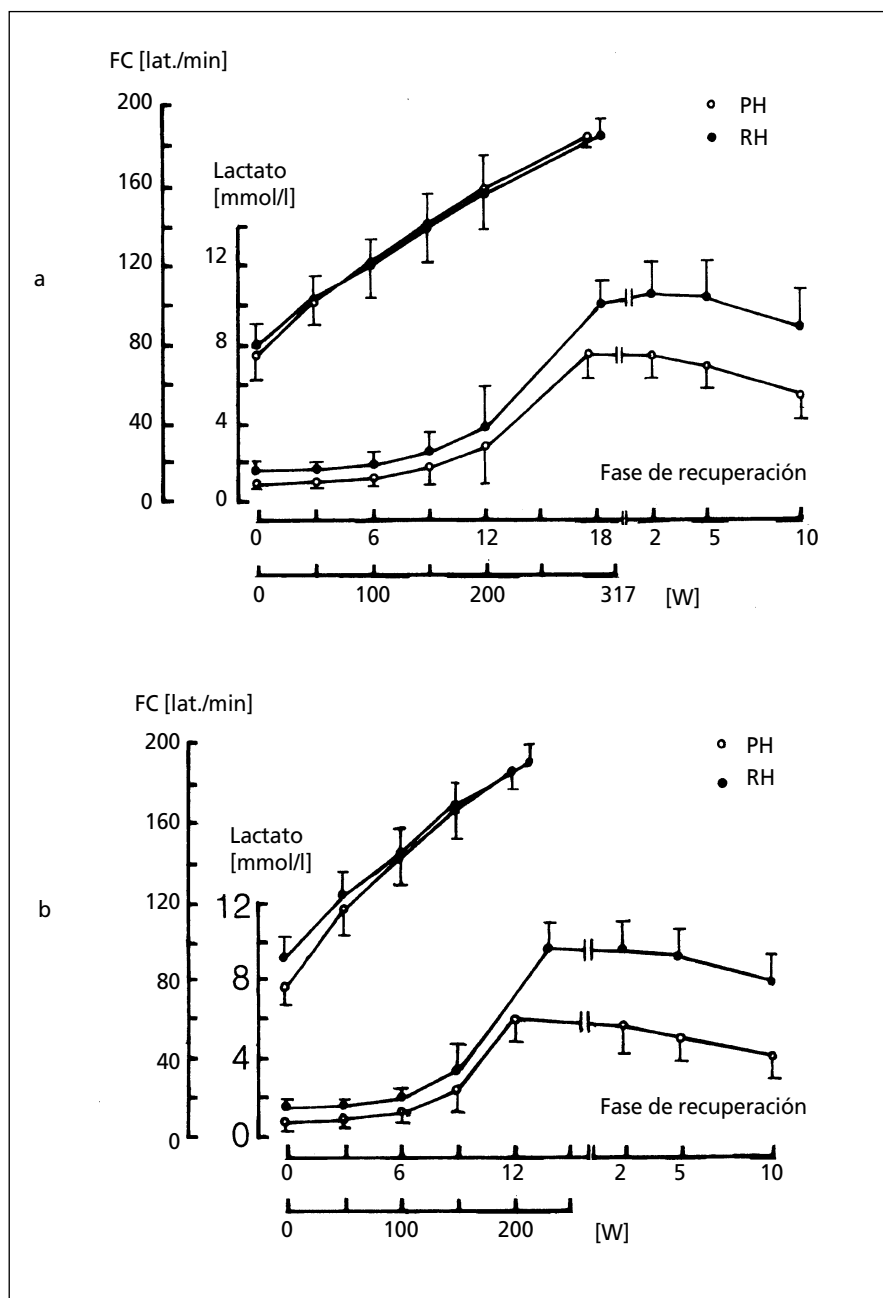 FC [lat./min]
200
160
120
80
40
0
Lactato
[mmol/l]
12
8
4
0
PH
RH
a
Fase de recuperación
0 6 12 18 2 5 10
0 100 200 317 [W]
FC [lat./min]
200
160
120
80
40
0
Lactato
[mmol/l]
12
8
4
0
PH
RH
b
Fase de recuperación
0 6 12 2 5 10
0 100 200 [W]